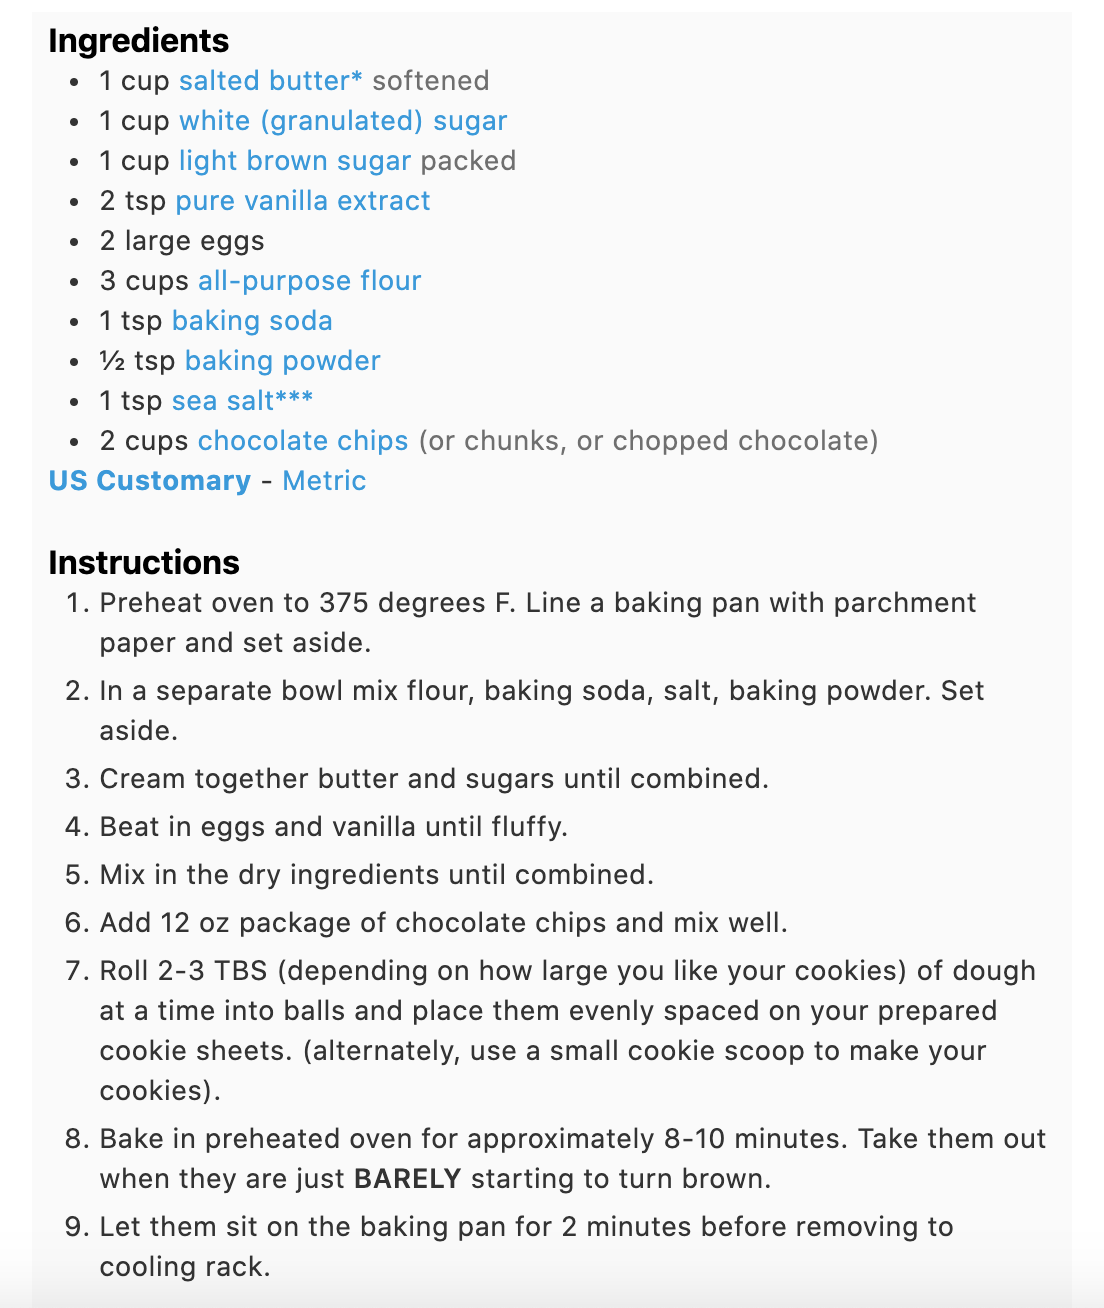 Ingredients
• 1 cup salted butter* softened
• 1 cup white (granulated) sugar
• 1 cup light brown sugar packed
• 2 tsp pure vanilla extract
• 2 large eggs
• 3 cups all-purpose flour
• 1 tsp baking soda
• ½ tsp baking powder
• 1 tsp sea salt***
• 2 cups chocolate chips (or chunks, or chopped chocolate)
US Customary - Metric
Instructions
1. Preheat oven to 375 degrees F. Line a baking pan with parchment
paper and set aside.
2. In a separate bowl mix flour, baking soda, salt, baking powder. Set
aside.
3. Cream together butter and sugars until combined.
4. Beat in eggs and vanilla until fluffy.
5. Mix in the dry ingredients until combined.
6. Add 12 oz package of chocolate chips and mix well.
7. Roll 2-3 TBS (depending on how large you like your cookies) of dough
at a time into balls and place them evenly spaced on your prepared
cookie sheets. (alternately, use a small cookie scoop to make your
cookies).
8. Bake in preheated oven for approximately 8-10 minutes. Take them out
when they are just BARELY starting to turn brown.
9. Let them sit on the baking pan for 2 minutes before removing to
cooling rack.